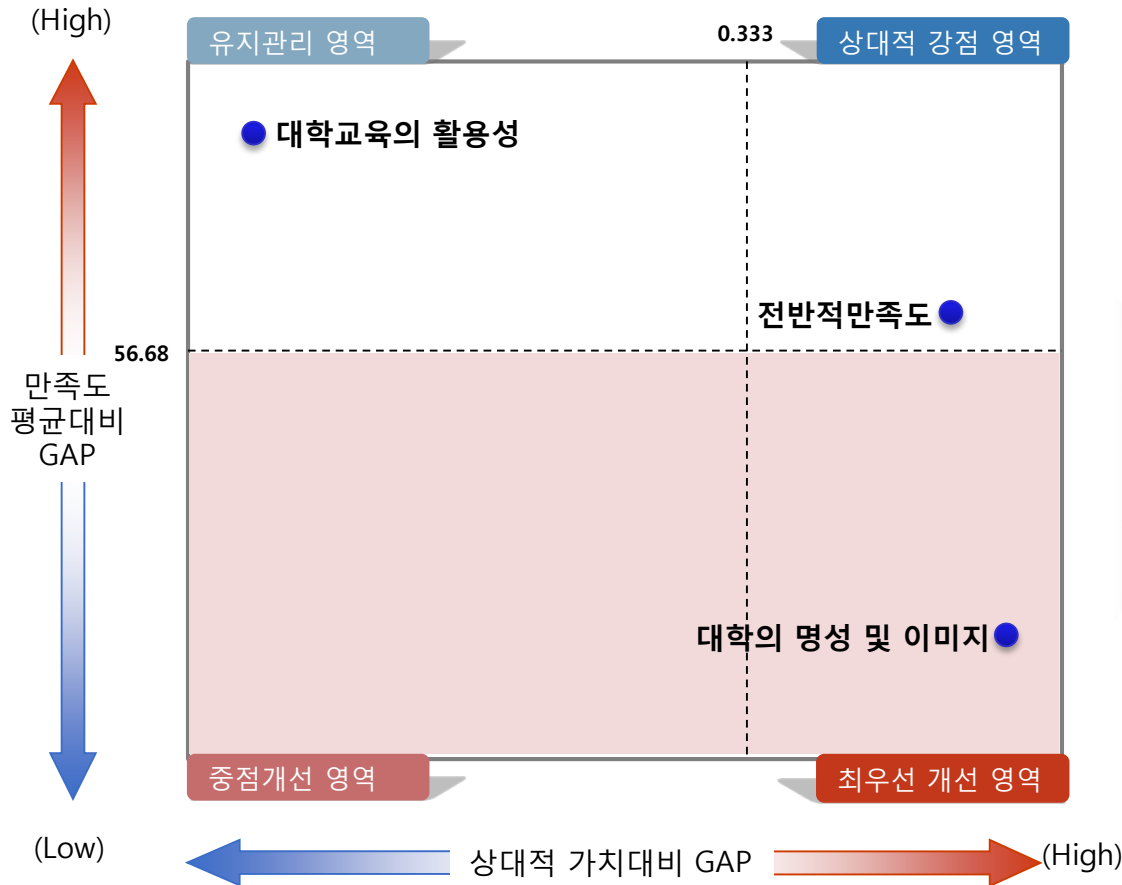 (High)
유지관리 영역
0.333
상대적 강점 영역
대학교육의 활용성
전반적만족도
56.68
만족도
평균대비
GAP
대학의 명성 및 이미지
중점개선 영역
최우선 개선 영역
(Low)
상대적 가치대비 GAP
(High)